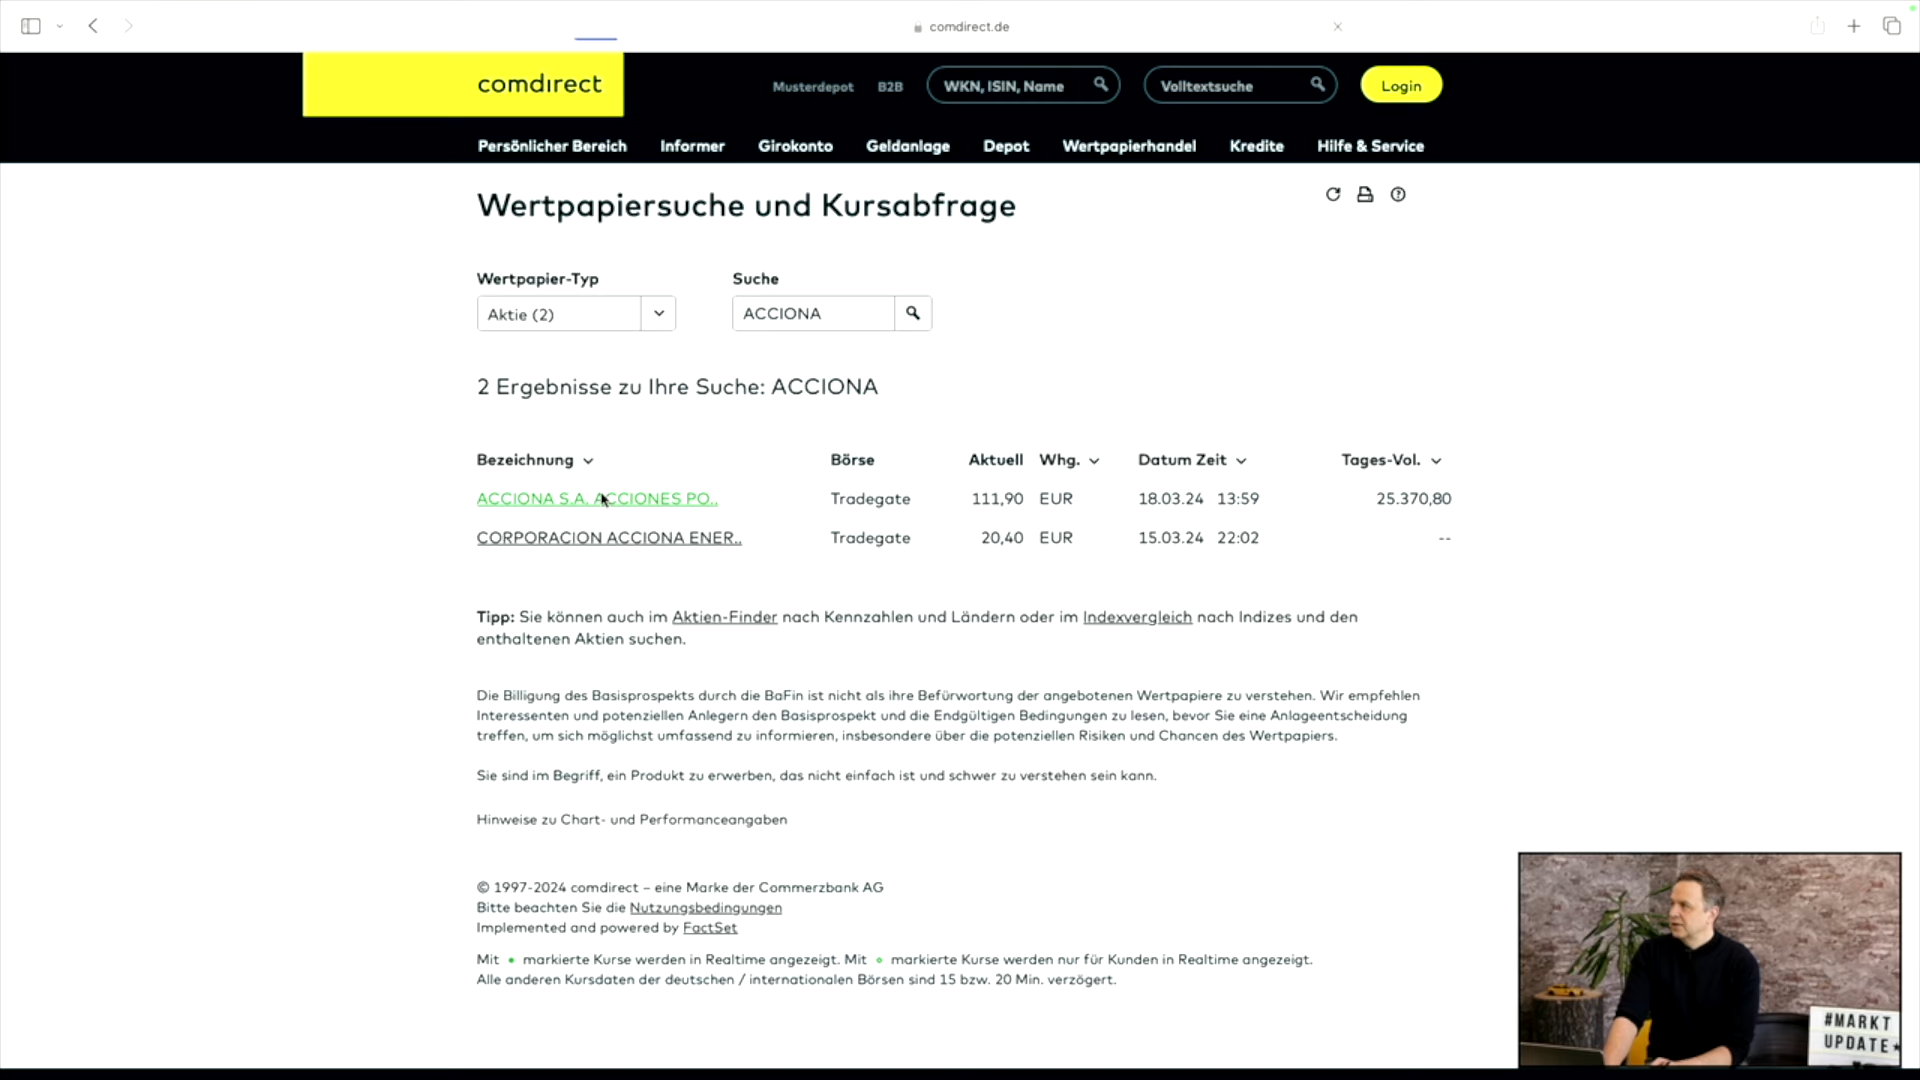 comdirect.de
comdırect
Musterdepot B2B WKN, ISIN, Name Volltextsuche Login
Persönlicher Bereich Informer Girokonto Geldanlage Depot Wertpapierhandel Kredite Hilfe & Service
Wertpapiersuche und Kursabfrage
Wertpapier-Typ Suche
Aktie (2) ACCIONA
2 Ergebnisse zu Ihre Suche: ACCIONA
Bezeichnung Börse Aktuell Whg. Datum Zeit Tages-Vol.
ACCIONA S.A. ACCIONES PO.. Tradegate 111,90 EUR 18.03.24 13:59 25.370,80
CORPORACION ACCIONA ENER.. Tradegate 20,40 EUR 15.03.24 22:02 --
Tipp: Sie können auch im Aktien-Finder nach Kennzahlen und Ländern oder im Indexvergleich nach Indizes und den
enthaltenen Aktien suchen.
Die Billigung des Basisprospekts durch die BaFin ist nicht als ihre Befürwortung der angebotenen Wertpapiere zu verstehen. Wir empfehlen
Interessenten und potenziellen Anlegern den Basisprospekt und die Endgültigen Bedingungen zu lesen, bevor Sie eine Anlageentscheidung
treffen, um sich möglichst umfassend zu informieren, insbesondere über die potenziellen Risiken und Chancen des Wertpapiers.
Sie sind im Begriff, ein Produkt zu erwerben, das nicht einfach ist und schwer zu verstehen sein kann.
Hinweise zu Chart- und Performanceangaben
© 1997-2024 comdirect – eine Marke der Commerzbank AG
Bitte beachten Sie die Nutzungsbedingungen
Implemented and powered by FactSet
Mit • markierte Kurse werden in Realtime angezeigt. Mit ∘ markierte Kurse werden nur für Kunden in Realtime angezeigt.
Alle anderen Kursdaten der deutschen / internationalen Börsen sind 15 bzw. 20 Min. verzögert.
#MARKT
UPDATE★